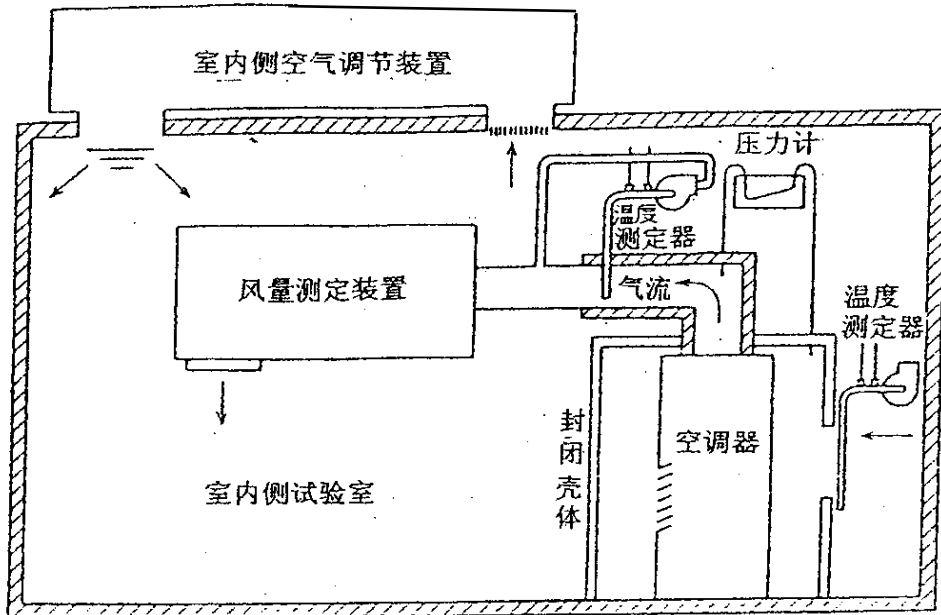 室内侧空气调节装置
压力计
温度
测定器
风量测定装置
气流
温度
测定器
封闭壳体
空调器
室内侧试验室